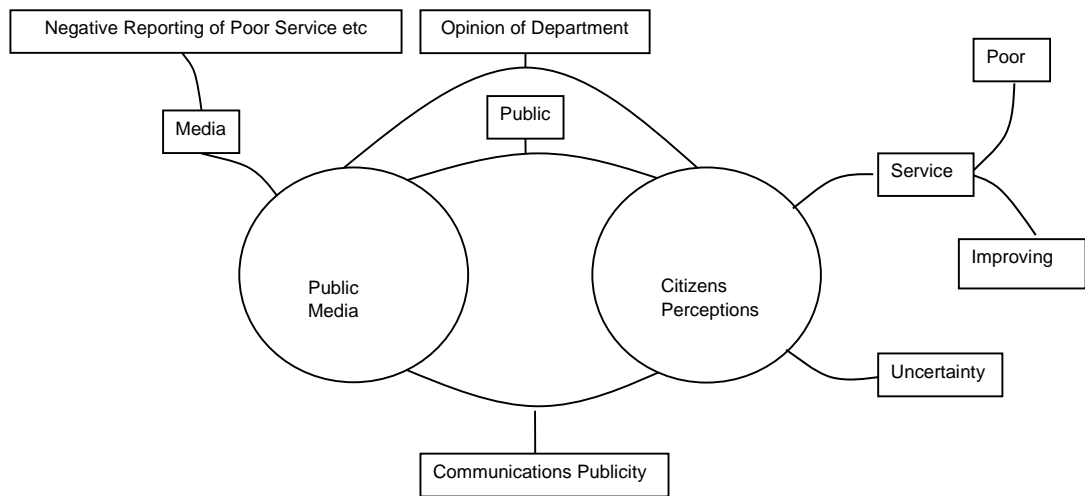 Negative Reporting of Poor Service etc
Opinion of Department
Poor
Public
Media
Service
Improving
Public
Media
Citizens
Perceptions
Uncertainty
Communications Publicity